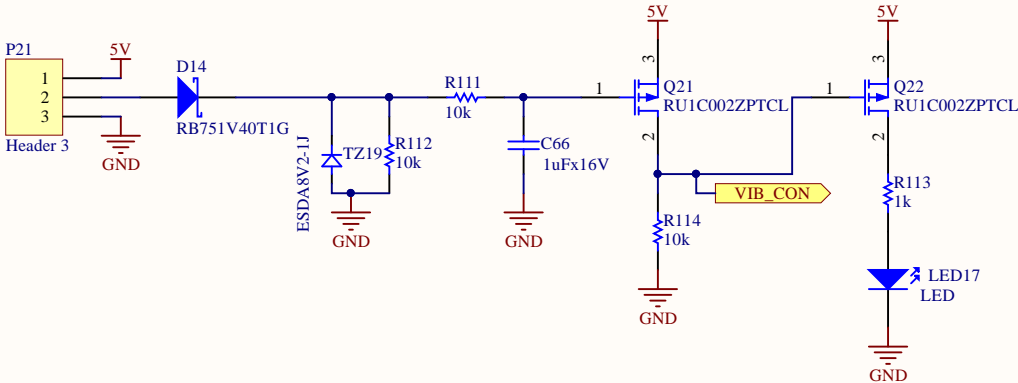 P21
1
2
3
Header 3
5V
GND
D14
RB751V40T1G
ESDA8V2-1J
TZ19
R112
10k
GND
R111
10k
C66
1uFx16V
GND
5V
3
1
2
Q21
RU1C002ZPTCL
VIB_CON
R114
10k
GND
5V
3
1
2
Q22
RU1C002ZPTCL
R113
1k
LED17
LED
GND